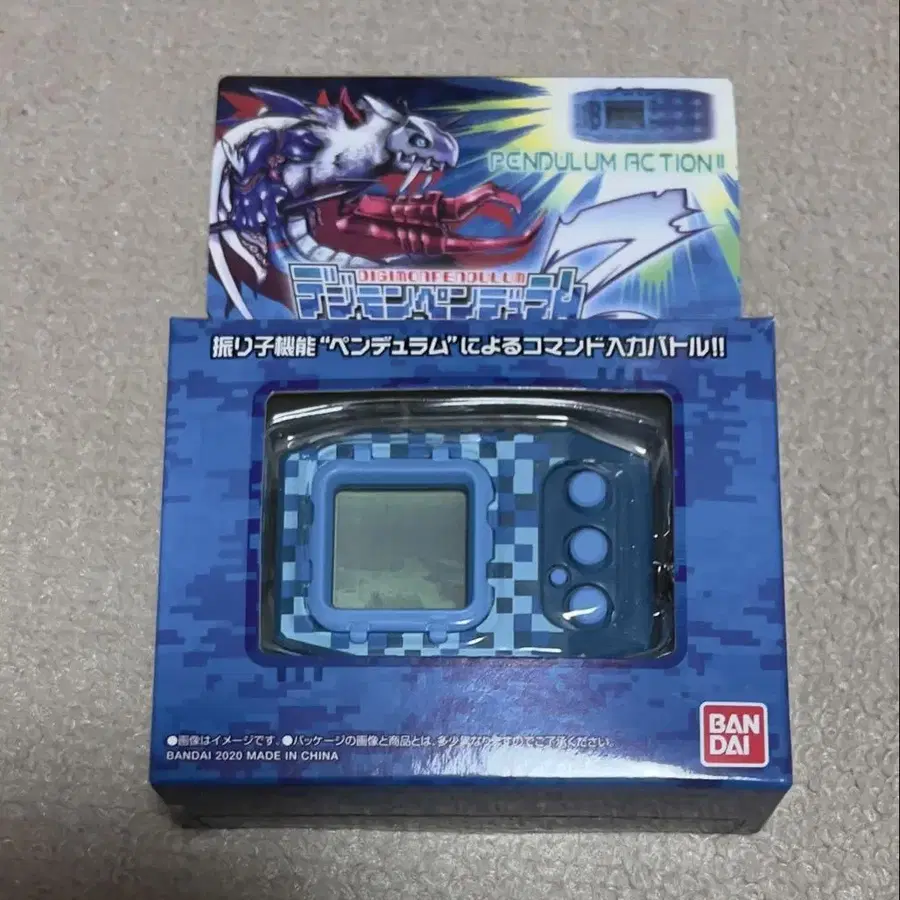 PENDULUM ACTION!!
DIGIMONPENDULUM
デジモンペンデュラム
振り子機能“ペンデュラム”によるコマンド入力バトル!!
●画像はイメージです。●パッケージの画像と商品とは、多少異なりますのでご了承ください。
BANDAI 2020 MADE IN CHINA
BAN
DAI